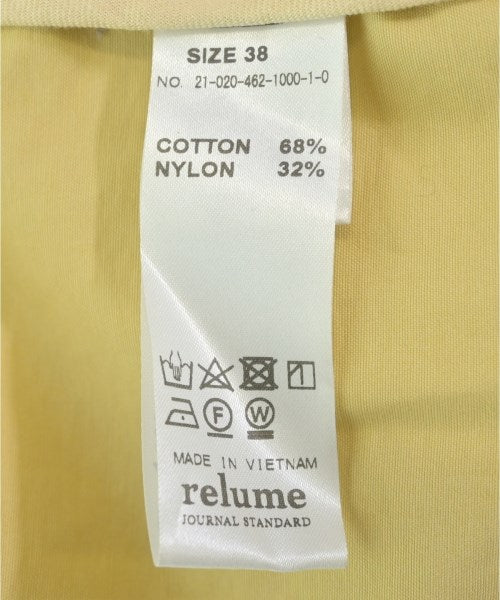 SIZE 38
NO. 21-020-462-1000-1-0
COTTON 68%
NYLON 32%
F W
MADE IN VIETNAM
relume
JOURNAL STANDARD